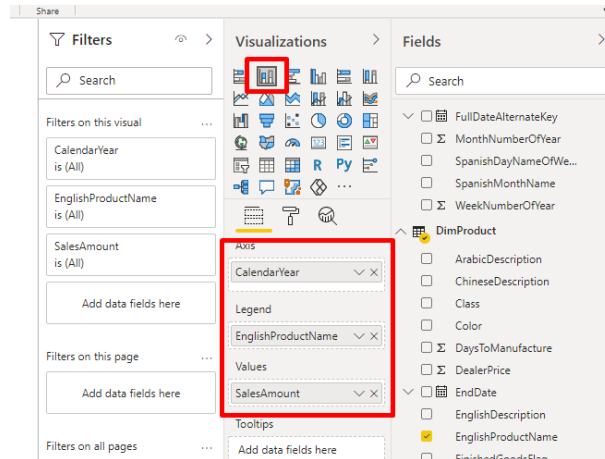 Share
Filters
Search
Filters on this visual
...
CalendarYear
is (All)
EnglishProductName
is (All)
SalesAmount
is (All)
Add data fields here
Filters on this page
...
Add data fields here
Filters on all pages
...
Visualizations
R
Py
...
Axis
CalendarYear
Legend
EnglishProductName
Values
SalesAmount
Tooltips
Add data fields here
Fields
Search
FullDateAlternateKey
Σ MonthNumberOfYear
SpanishDayNameOfWe...
SpanishMonthName
Σ WeekNumberOfYear
DimProduct
ArabicDescription
ChineseDescription
Class
Color
Σ DaysToManufacture
Σ DealerPrice
EndDate
EnglishDescription
EnglishProductName
FinishedGoodsFlag